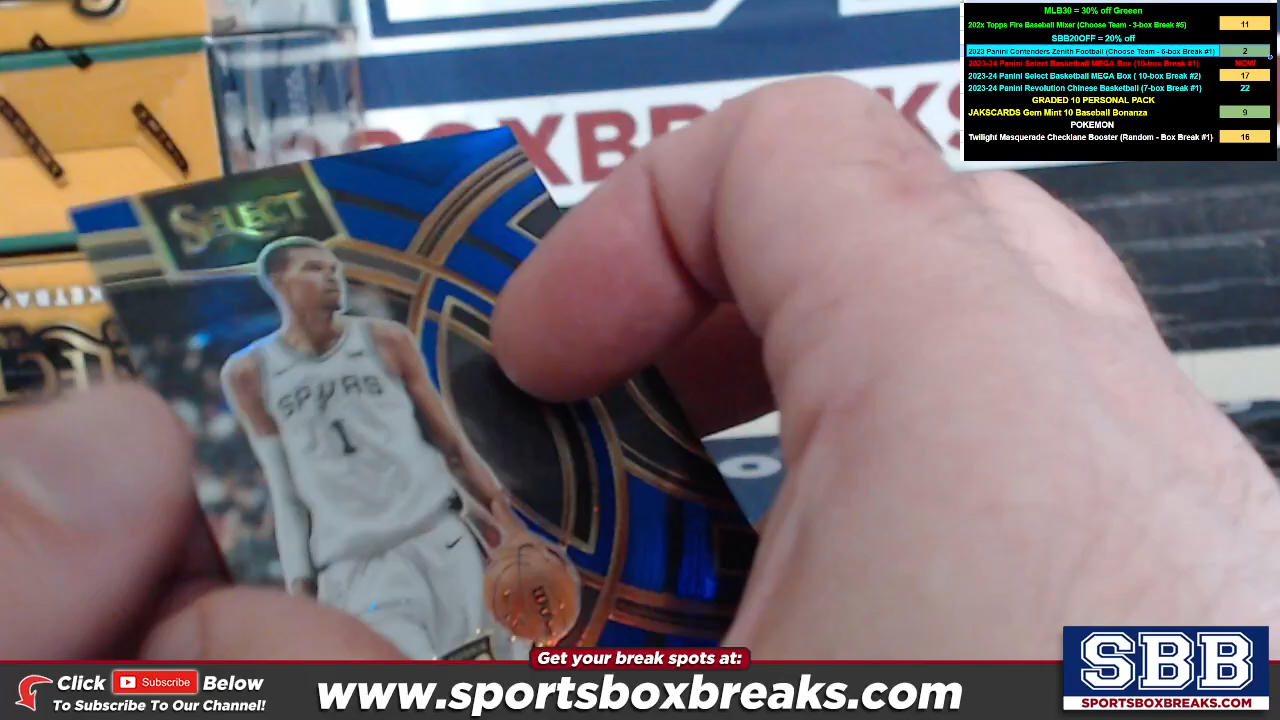 MLB30 = 30% off Greeen
202x Topps Fire Baseball Mixer (Choose Team - 3-box Break #5) 11
SBB20OFF = 20% off
2023 Panini Contenders Zenith Football (Choose Team - 6-box Break #1) 2
2023-24 Panini Select Basketball MEGA Box (10-box Break #1) NOW
2023-24 Panini Select Basketball MEGA Box ( 10-box Break #2) 17
2023-24 Panini Revolution Chinese Basketball (7-box Break #1) 22
GRADED 10 PERSONAL PACK
JAKSCARDS Gem Mint 10 Baseball Bonanza 9
POKEMON
Twilight Masquerade Checklane Booster (Random - Box Break #1) 16
OXBREAKS
SELECT
KETBA
SPURS
1
Get your break spots at:
Click Subscribe Below
To Subscribe To Our Channel!
www.sportsboxbreaks.com
SBB
SPORTSBOXBREAKS.COM